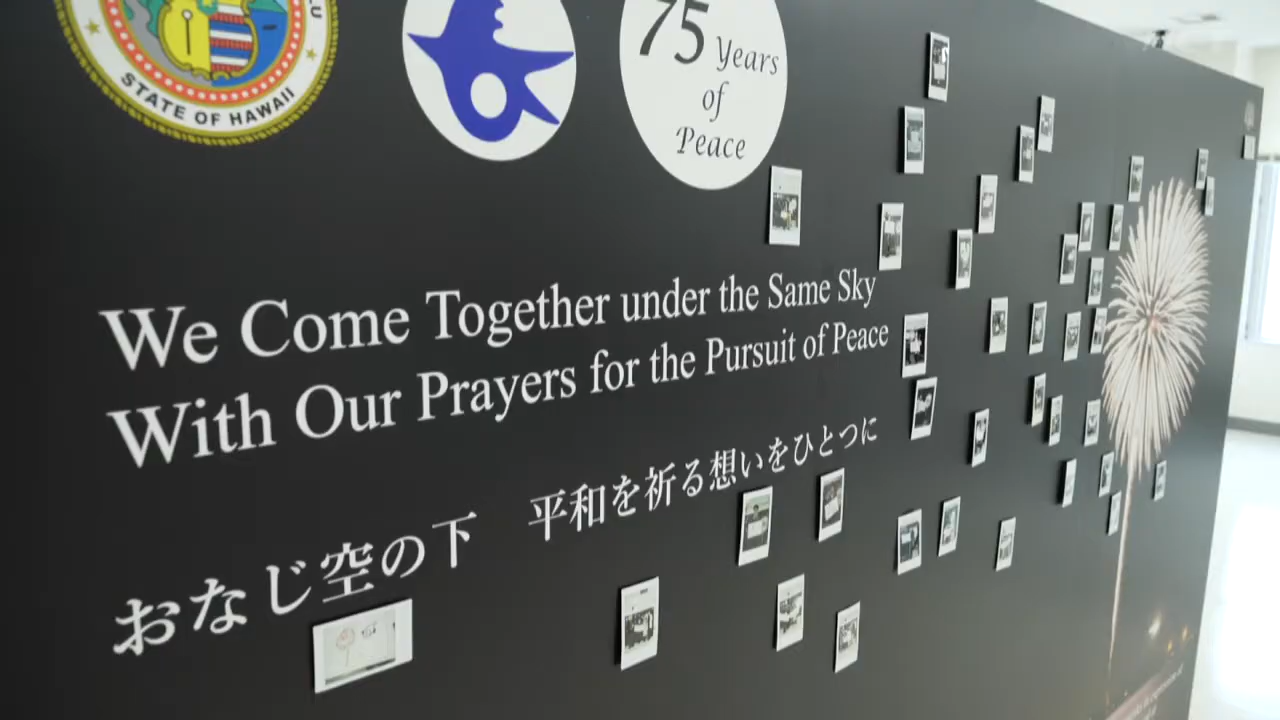 STATE OF HAWAII
75 Years
of
Peace
We Come Together under the Same Sky
With Our Prayers for the Pursuit of Peace
おなじ空の下 平和を祈る想いをひとつに